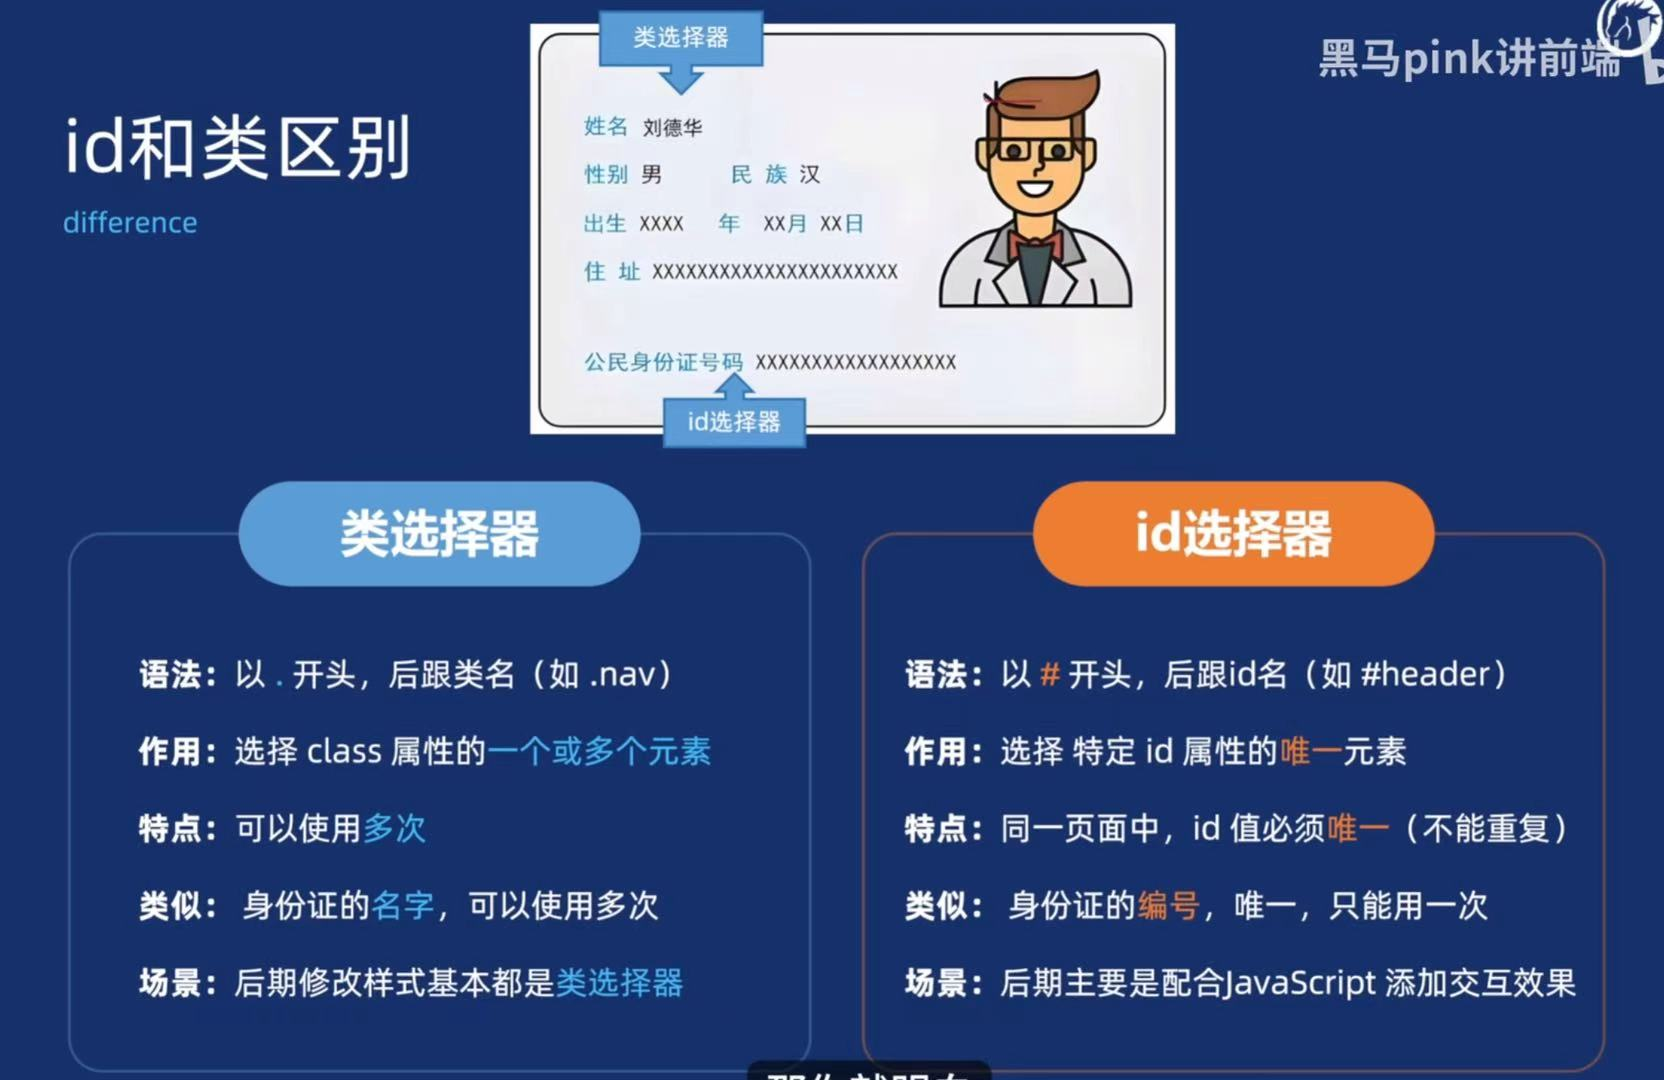 类选择器
黑马pink讲前端
id和类区别
difference
姓名 刘德华
性别 男 民 族 汉
出生 XXXX 年 XX月 XX日
住 址 XXXXXXXXXXXXXXXXXXXXXX
公民身份证号码 XXXXXXXXXXXXXXXXXX
id选择器
类选择器
语法：以 . 开头，后跟类名（如 .nav）
作用：选择 class 属性的一个或多个元素
特点：可以使用多次
类似： 身份证的名字，可以使用多次
场景：后期修改样式基本都是类选择器
id选择器
语法：以 # 开头，后跟id名（如 #header）
作用：选择 特定 id 属性的唯一元素
特点：同一页面中，id 值必须唯一（不能重复）
类似： 身份证的编号，唯一，只能用一次
场景：后期主要是配合JavaScript 添加交互效果